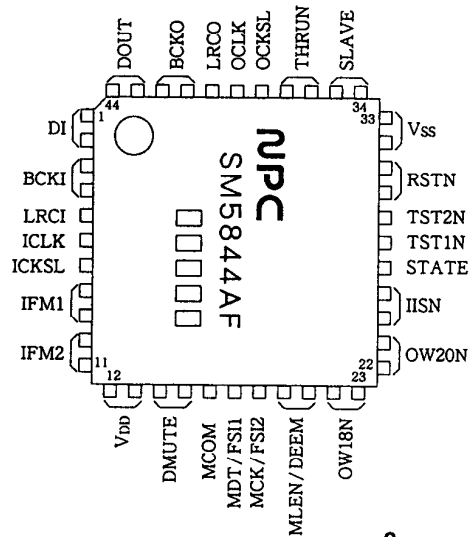 DOUT
BCKO
LRCO
OCLK
OCKSL
THRUN
SLAVE
44
34
1
33
DI
BCKI
LRCI
ICLK
ICKSL
IFM1
IFM2
NPC
SM5844AF
Vss
RSTN
TST2N
TST1N
STATE
IISN
OW20N
11
22
12
23
VDD
DMUTE
MCOM
MDT/FSI1
MCK/FSI2
MLEN/DEEM
OW18N